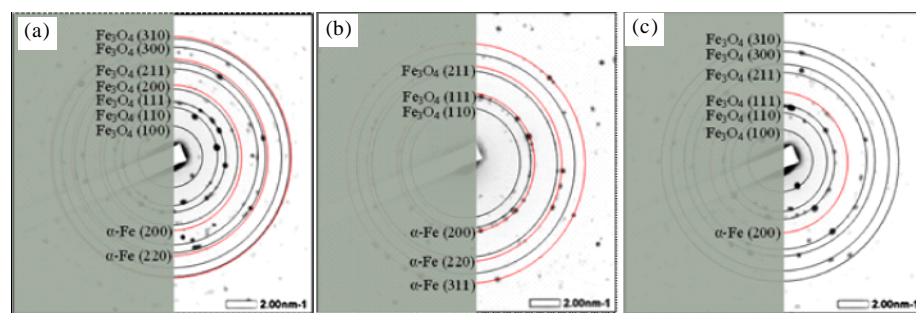 (a)
Fe₃O₄ (310)
Fe₃O₄ (300)
Fe₃O₄ (211)
Fe₃O₄ (200)
Fe₃O₄ (111)
Fe₃O₄ (110)
Fe₃O₄ (100)
α-Fe (200)
α-Fe (220)
2.00nm-1
(b)
Fe₃O₄ (211)
Fe₃O₄ (111)
Fe₃O₄ (110)
α-Fe (200)
α-Fe (220)
α-Fe (311)
2.00nm-1
(c)
Fe₃O₄ (310)
Fe₃O₄ (300)
Fe₃O₄ (211)
Fe₃O₄ (111)
Fe₃O₄ (110)
Fe₃O₄ (100)
α-Fe (200)
2.00nm-1